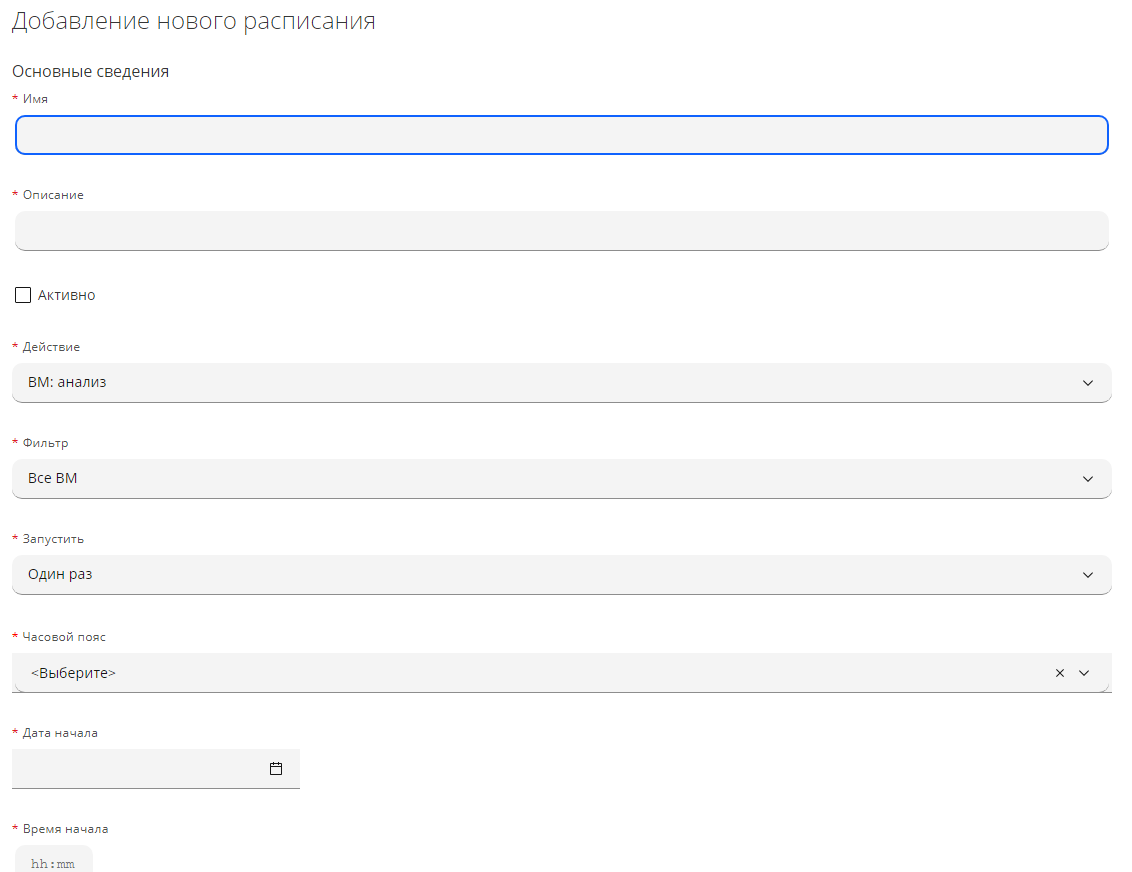 Добавление нового расписания
Основные сведения
* Имя
* Описание
Активно
* Действие
ВМ: анализ
* Фильтр
Все ВМ
* Запустить
Один раз
* Часовой пояс
<Выберите>
* Дата начала
* Время начала
hh:mm